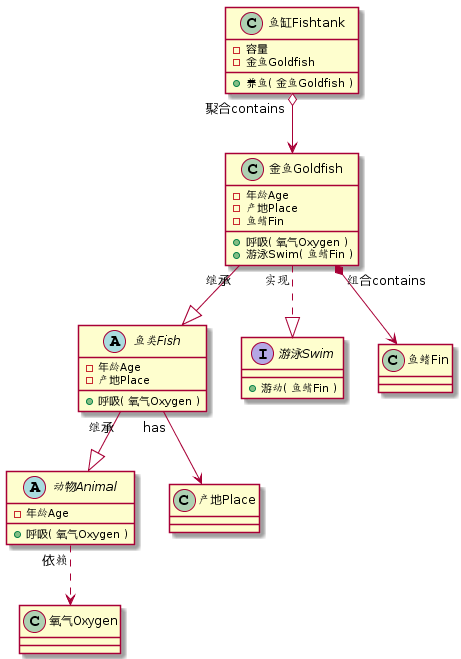 C 鱼缸Fishtank
容量
金鱼Goldfish
养鱼( 金鱼Goldfish )
聚合contains
C 金鱼Goldfish
年龄Age
产地Place
鱼鳍Fin
呼吸( 氧气Oxygen )
游泳Swim( 鱼鳍Fin )
继承
实现
组合contains
A 鱼类Fish
年龄Age
产地Place
呼吸( 氧气Oxygen )
I 游泳Swim
游动( 鱼鳍Fin )
C 鱼鳍Fin
继承
has
A 动物Animal
年龄Age
呼吸( 氧气Oxygen )
C 产地Place
依赖
C 氧气Oxygen